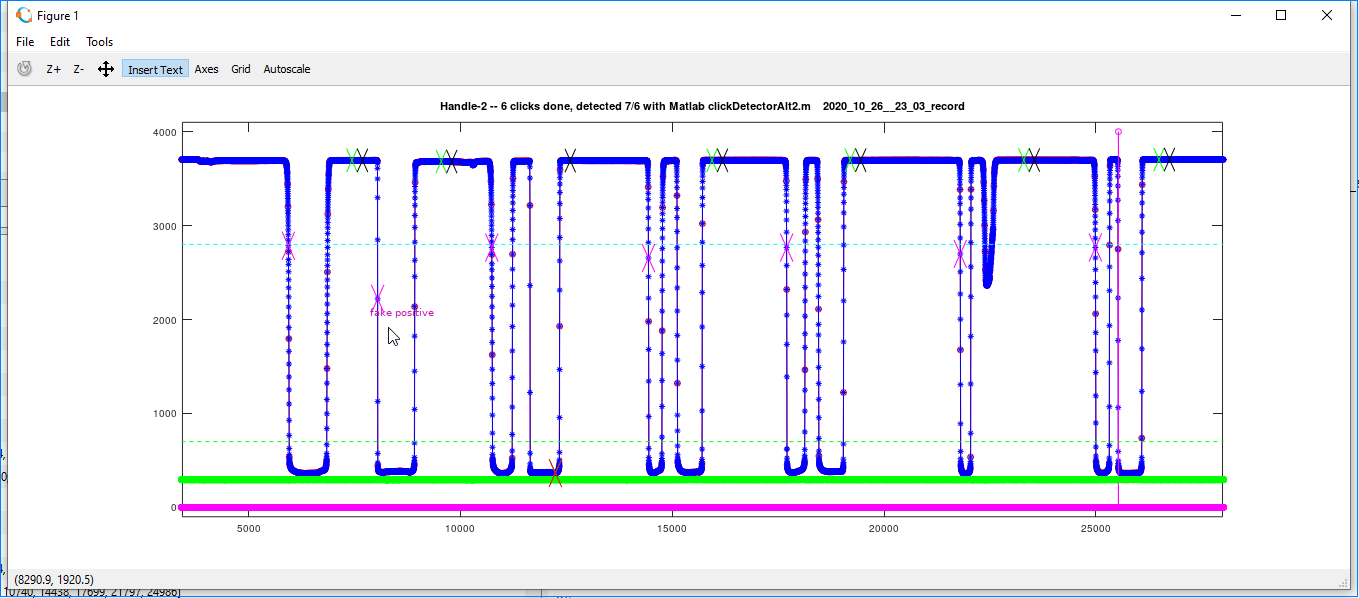 Figure 1
File Edit Tools
Z+ Z- Insert Text Axes Grid Autoscale
Handle-2 -- 6 clicks done, detected 7/6 with Matlab clickDetectorAlt2.m 2020_10_26__23_03_record
4000
3000
2000
1000
0
fake positive
5000 10000 15000 20000 25000
(8290.9, 1920.5)
10740, 14438, 17699, 21797, 24986]